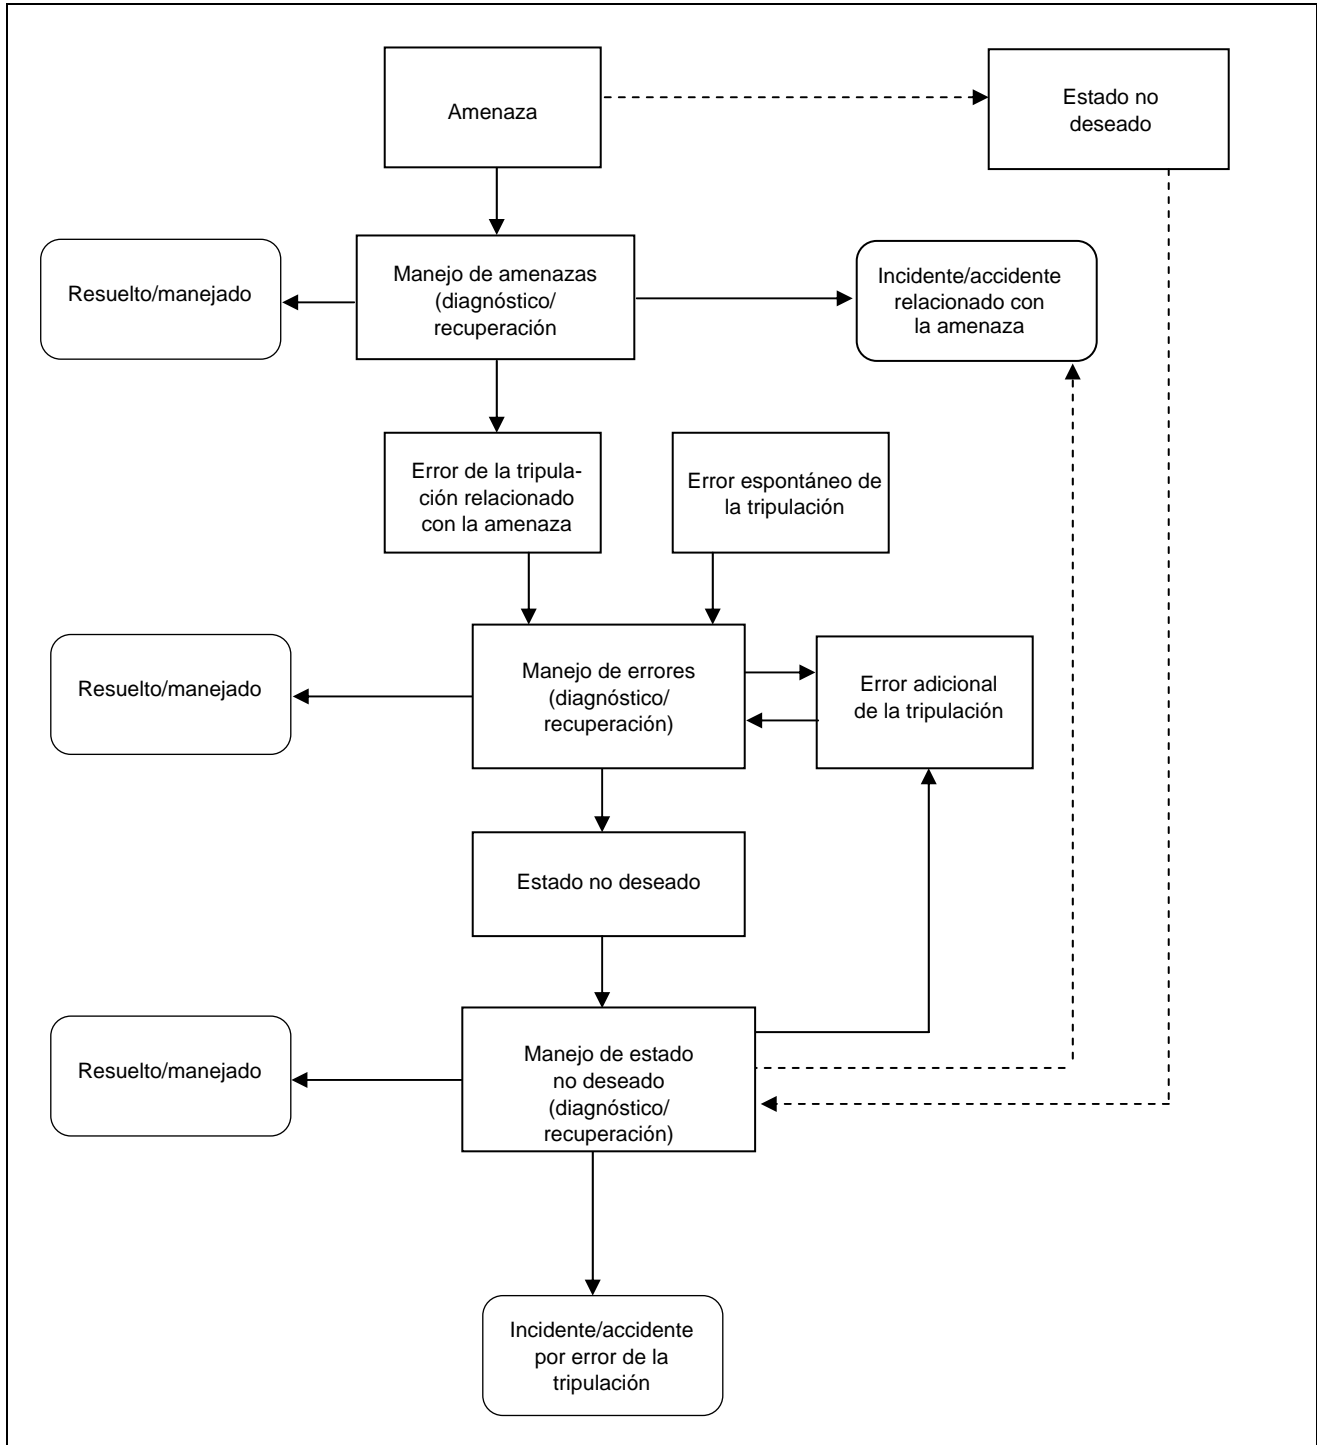 Amenaza
Estado no
deseado
Resuelto/manejado
Manejo de amenazas
(diagnóstico/
recuperación
Incidente/accidente
relacionado con
la amenaza
Error de la tripula-
ción relacionado
con la amenaza
Error espontáneo de
la tripulación
Resuelto/manejado
Manejo de errores
(diagnóstico/
recuperación)
Error adicional
de la tripulación
Estado no deseado
Resuelto/manejado
Manejo de estado
no deseado
(diagnóstico/
recuperación)
Incidente/accidente
por error de la
tripulación